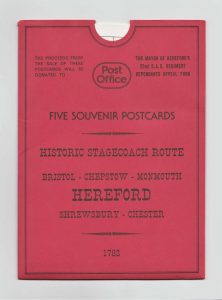 THE PROCEEDS FROM
THE SALE OF THESE
POSTCARDS WILL BE
DONATED TO
Post
Office
THE MAYOR OF HEREFORD'S
22nd S.A.S. REGIMENT
DEPENDANTS APPEAL FUND
FIVE SOUVENIR POSTCARDS
HISTORIC STAGECOACH ROUTE
BRISTOL - CHEPSTOW - MONMOUTH
HEREFORD
SHREWSBURY - CHESTER
1782